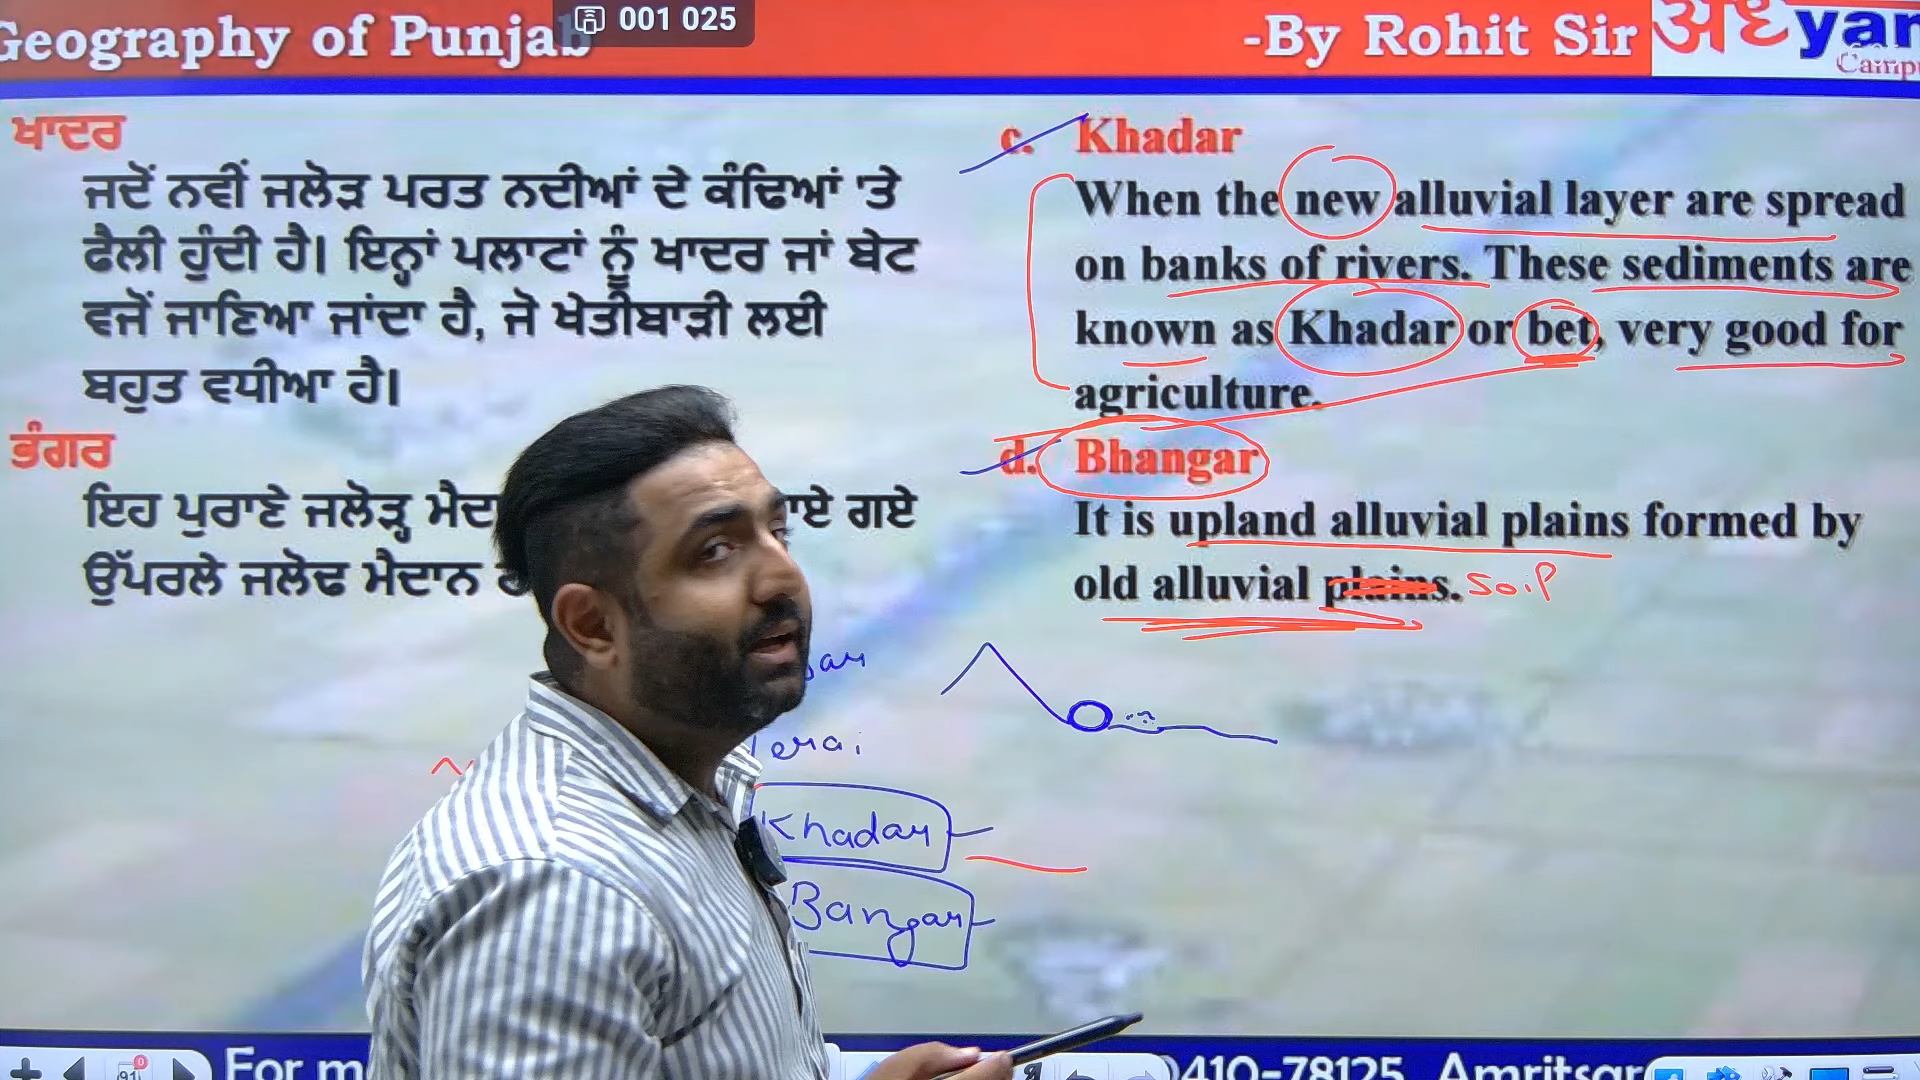 Geography of Punjab
001 025
-By Rohit Sir
ਖਾਦਰ
ਜਦੋਂ ਨਵੀਂ ਜਲੋੜ ਪਰਤ ਨਦੀਆਂ ਦੇ ਕੰਢਿਆਂ 'ਤੇ
ਫੈਲੀ ਹੁੰਦੀ ਹੈ। ਇਨ੍ਹਾਂ ਪਲਾਟਾਂ ਨੂੰ ਖਾਦਰ ਜਾਂ ਬੇਟ
ਵਜੋਂ ਜਾਣਿਆ ਜਾਂਦਾ ਹੈ, ਜੋ ਖੇਤੀਬਾੜੀ ਲਈ
ਬਹੁਤ ਵਧੀਆ ਹੈ।
ਭੰਗਰ
ਇਹ ਪੁਰਾਣੇ ਜਲੋੜ੍ਹ ਗਏ
ਉੱਪਰਲੇ ਜਲੋਢ ਮੈਦਾਨ
c. Khadar
When the new alluvial layer are spread
on banks of rivers. These sediments are
known as Khadar or bet, very good for
agriculture.
d. Bhangar
It is upland alluvial plains formed by
old alluvial plains.
Khadar
Bangar
For
0410-78125, Amritsar